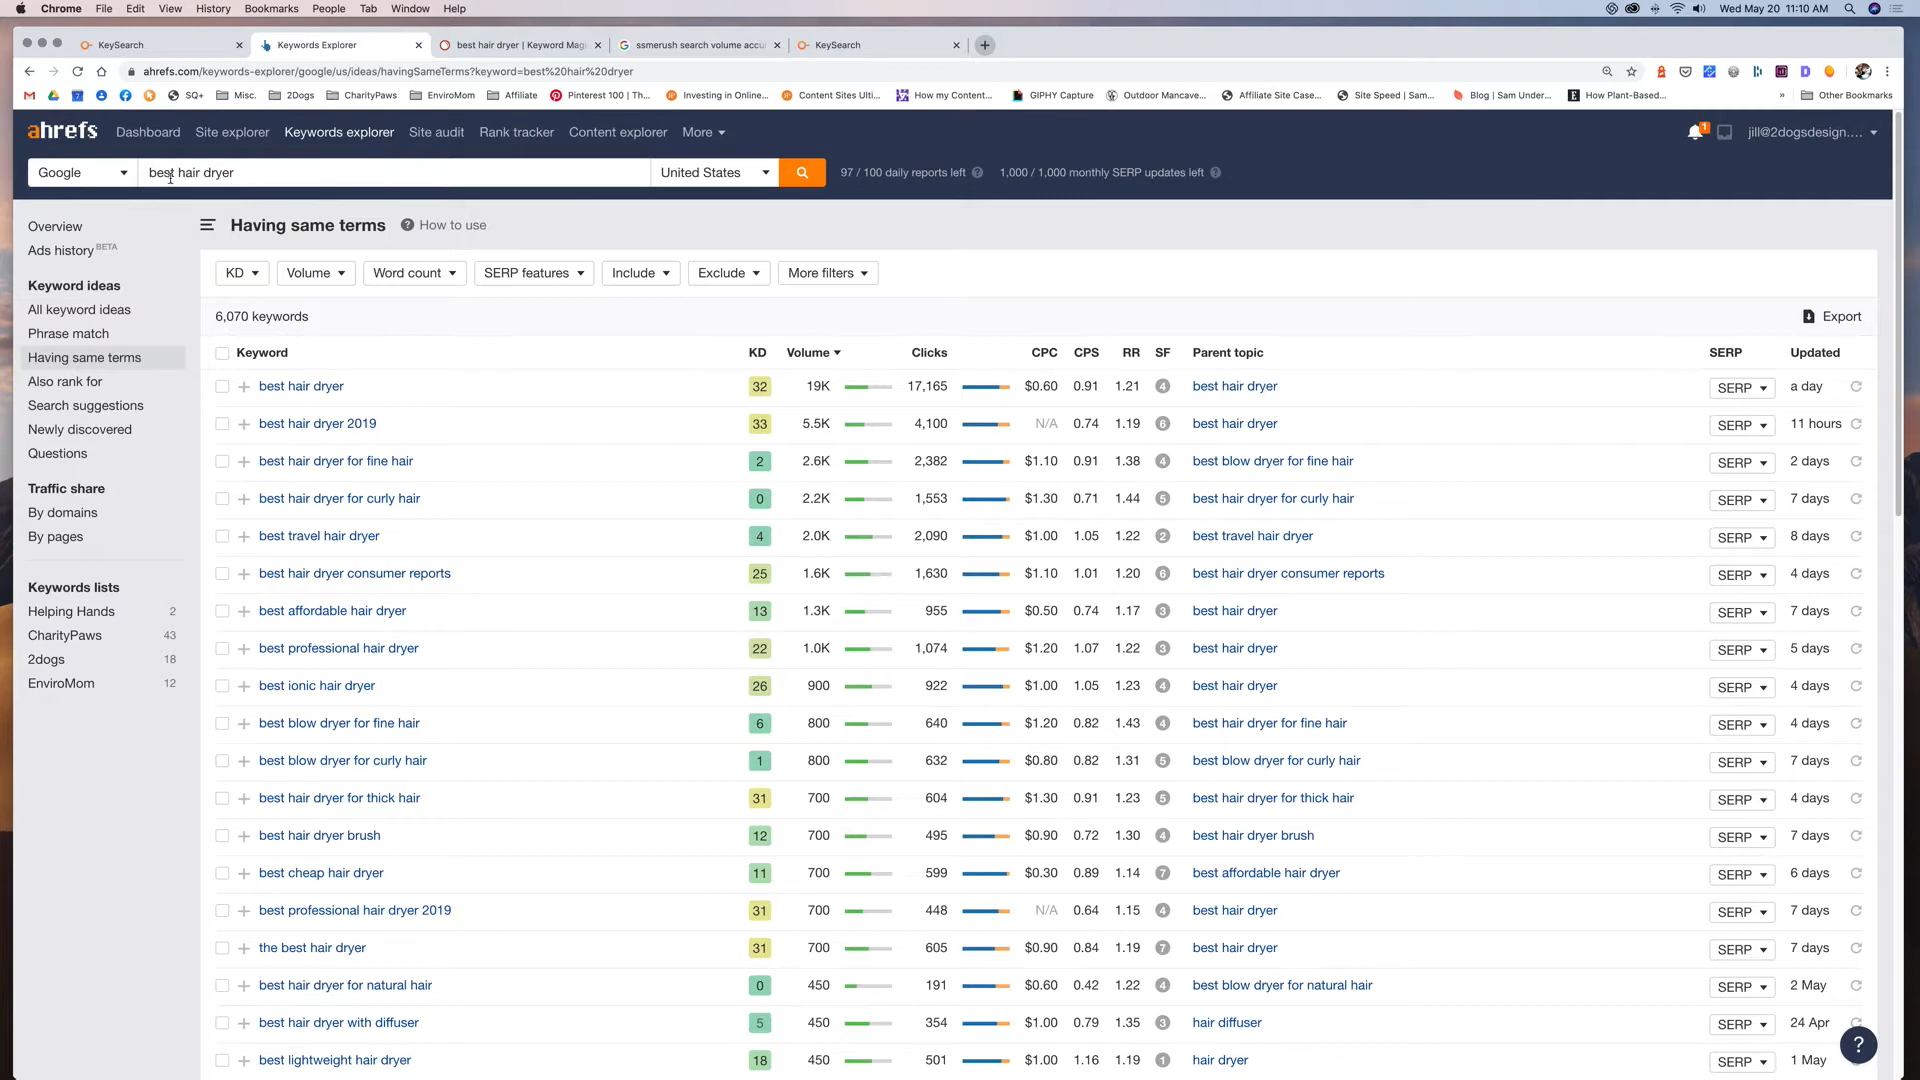 Chrome File Edit View History Bookmarks People Tab Window Help Wed May 20 11:10 AM
KeySearch Keywords Explorer best hair dryer | Keyword Mag ssmerush search volume accu KeySearch
ahrefs.com/keywords-explorer/google/us/ideas/havingSameTerms?keyword=best%20hair%20dryer
SQ+ Misc. 2Dogs CharityPaws EnviroMom Affiliate Pinterest 100 | Th... Investing in Online... Content Sites Ulti... How my Content... GIPHY Capture Outdoor Mancave... Affiliate Site Case... Site Speed | Sam... Blog | Sam Under... How Plant-Based... » Other Bookmarks
ahrefs Dashboard Site explorer Keywords explorer Site audit Rank tracker Content explorer More 1 jill@2dogsdesign....
Google best hair dryer United States 97 / 100 daily reports left ? 1,000 / 1,000 monthly SERP updates left ?
Overview
Ads history BETA
Keyword ideas
All keyword ideas
Phrase match
Having same terms
Also rank for
Search suggestions
Newly discovered
Questions
Traffic share
By domains
By pages
Keywords lists
Helping Hands 2
CharityPaws 43
2dogs 18
EnviroMom 12
Having same terms ? How to use
KD Volume Word count SERP features Include Exclude More filters
6,070 keywords Export
Keyword KD Volume Clicks CPC CPS RR SF Parent topic SERP Updated
best hair dryer 32 19K 17,165 $0.60 0.91 1.21 4 best hair dryer SERP a day
best hair dryer 2019 33 5.5K 4,100 N/A 0.74 1.19 6 best hair dryer SERP 11 hours
best hair dryer for fine hair 2 2.6K 2,382 $1.10 0.91 1.38 4 best blow dryer for fine hair SERP 2 days
best hair dryer for curly hair 0 2.2K 1,553 $1.30 0.71 1.44 5 best hair dryer for curly hair SERP 7 days
best travel hair dryer 4 2.0K 2,090 $1.00 1.05 1.22 2 best travel hair dryer SERP 8 days
best hair dryer consumer reports 25 1.6K 1,630 $1.10 1.01 1.20 6 best hair dryer consumer reports SERP 4 days
best affordable hair dryer 13 1.3K 955 $0.50 0.74 1.17 3 best hair dryer SERP 7 days
best professional hair dryer 22 1.0K 1,074 $1.20 1.07 1.22 3 best hair dryer SERP 5 days
best ionic hair dryer 26 900 922 $1.00 1.05 1.23 4 best hair dryer SERP 4 days
best blow dryer for fine hair 6 800 640 $1.20 0.82 1.43 4 best hair dryer for fine hair SERP 4 days
best blow dryer for curly hair 1 800 632 $0.80 0.82 1.31 5 best blow dryer for curly hair SERP 7 days
best hair dryer for thick hair 31 700 604 $1.30 0.91 1.23 5 best hair dryer for thick hair SERP 4 days
best hair dryer brush 12 700 495 $0.90 0.72 1.30 4 best hair dryer brush SERP 7 days
best cheap hair dryer 11 700 599 $0.30 0.89 1.14 7 best affordable hair dryer SERP 6 days
best professional hair dryer 2019 31 700 448 N/A 0.64 1.15 4 best hair dryer SERP 7 days
the best hair dryer 31 700 605 $0.90 0.84 1.19 7 best hair dryer SERP 7 days
best hair dryer for natural hair 0 450 191 $0.60 0.42 1.22 4 best blow dryer for natural hair SERP 2 May
best hair dryer with diffuser 5 450 354 $1.00 0.79 1.35 3 hair diffuser SERP 24 Apr
best lightweight hair dryer 18 450 501 $1.00 1.16 1.19 1 hair dryer SERP 1 May
?